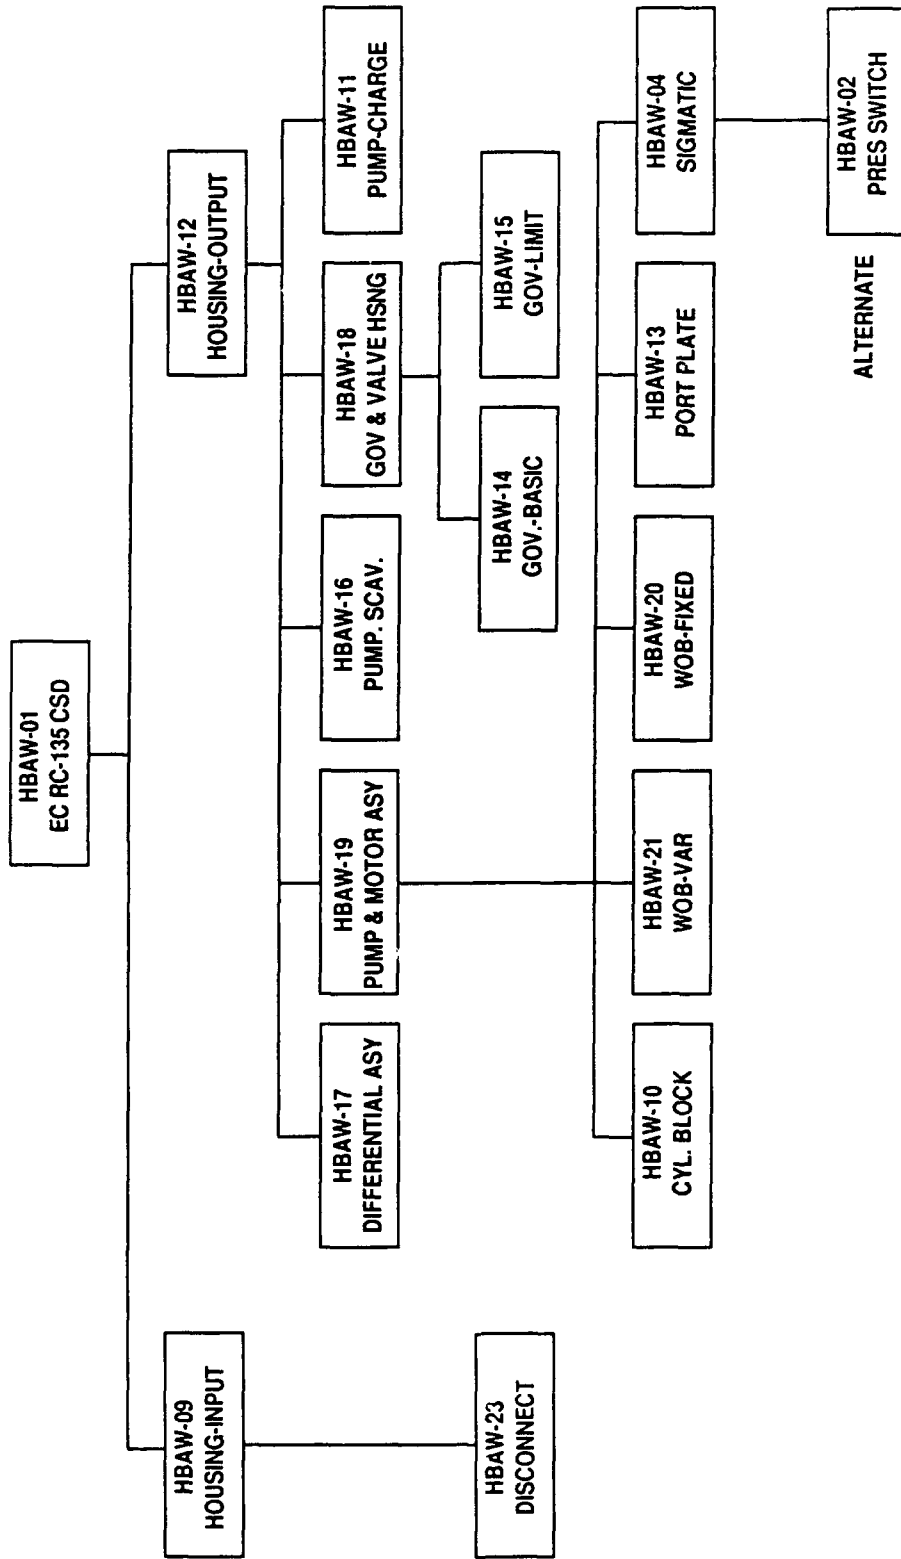 HBAW-01
EC RC-135 CSD
HBAW-09
HOUSING-INPUT
HBAW-12
HOUSING-OUTPUT
HBAW-17
DIFFERENTIAL ASY
HBAW-19
PUMP & MOTOR ASY
HBAW-16
PUMP. SCAV.
HBAW-18
GOV & VALVE HSNG
HBAW-11
PUMP-CHARGE
HBAW-23
DISCONNECT
HBAW-14
GOV.-BASIC
HBAW-15
GOV-LIMIT
HBAW-10
CYL. BLOCK
HBAW-21
WOB-VAR
HBAW-20
WOB-FIXED
HBAW-13
PORT PLATE
HBAW-04
SIGMATIC
ALTERNATE
HBAW-02
PRES SWITCH